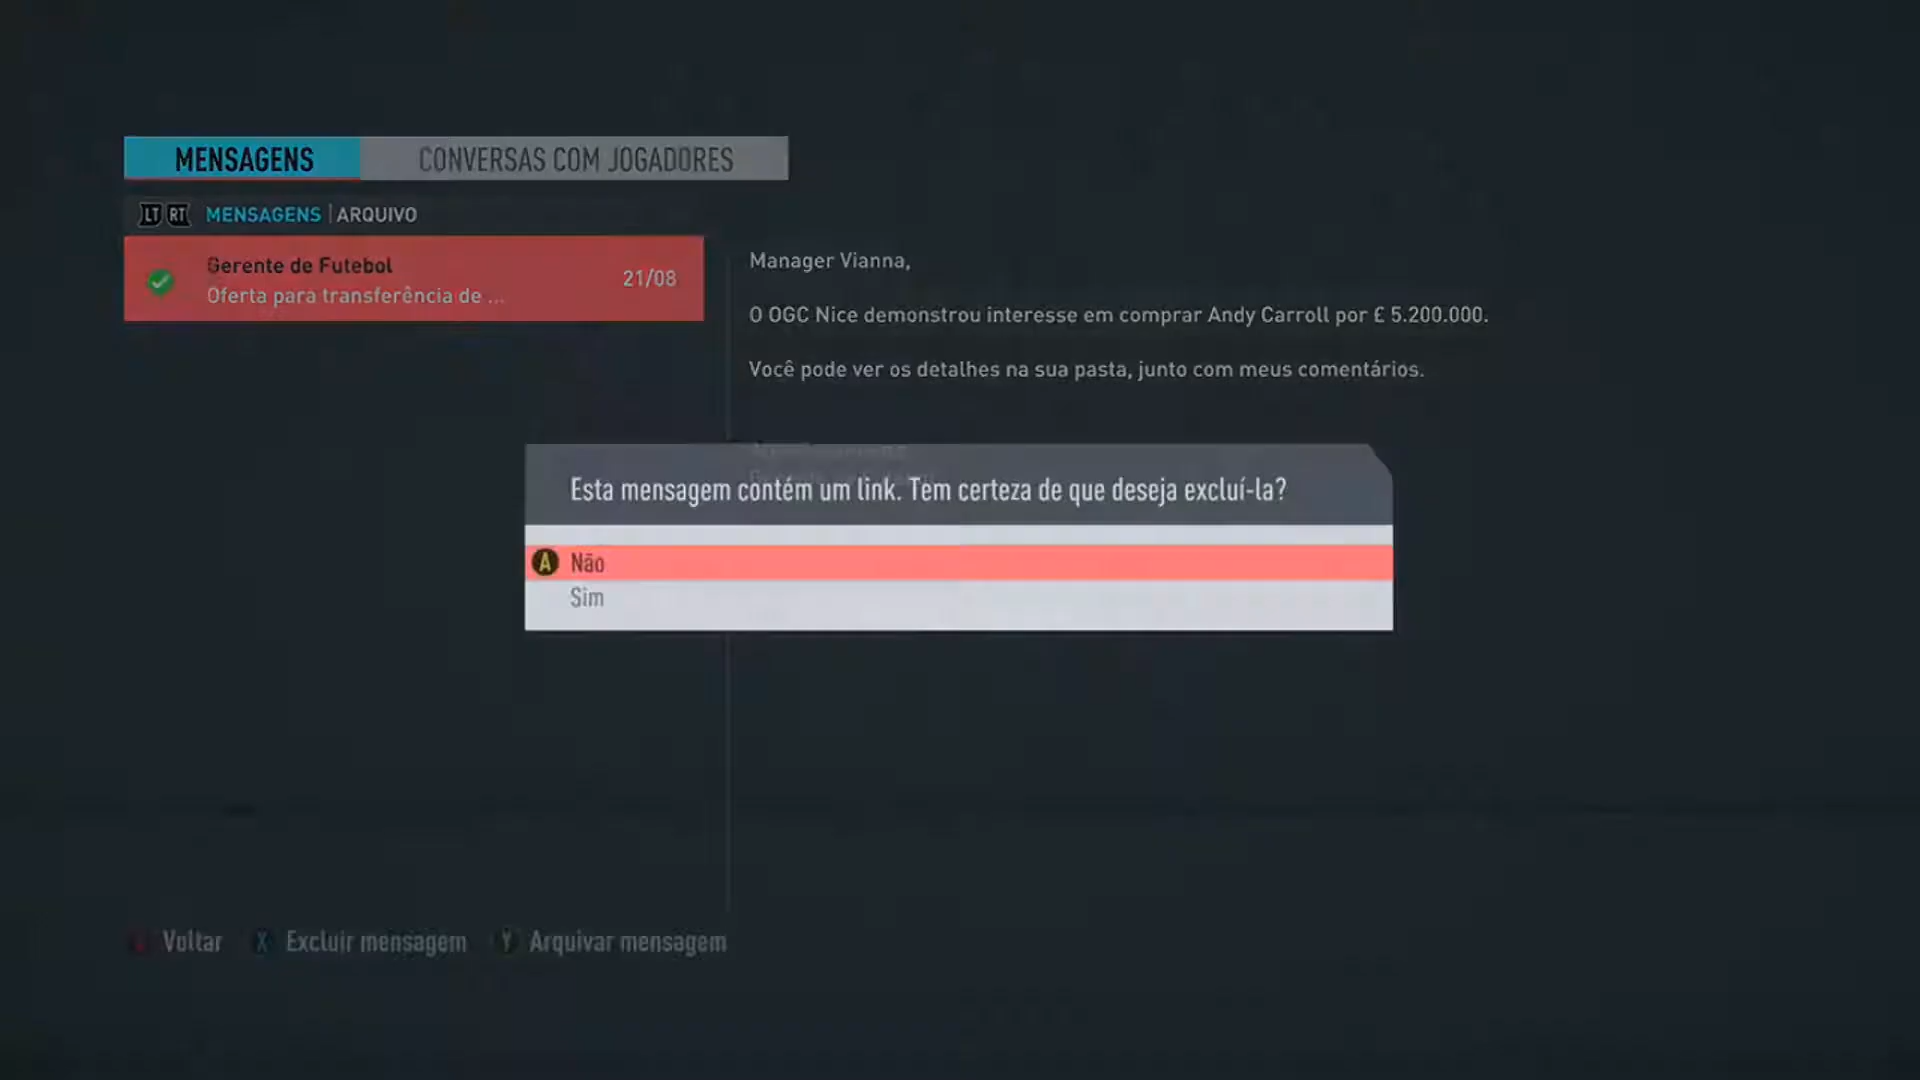 MENSAGENS CONVERSAS COM JOGADORES
LT RT MENSAGENS | ARQUIVO
Gerente de Futebol
Oferta para transferência de ...
21/08
Manager Vianna,
O OGC Nice demonstrou interesse em comprar Andy Carroll por £ 5.200.000.
Você pode ver os detalhes na sua pasta, junto com meus comentários.
Esta mensagem contém um link. Tem certeza de que deseja excluí-la?
A Não
Sim
Voltar X Excluir mensagem Y Arquivar mensagem